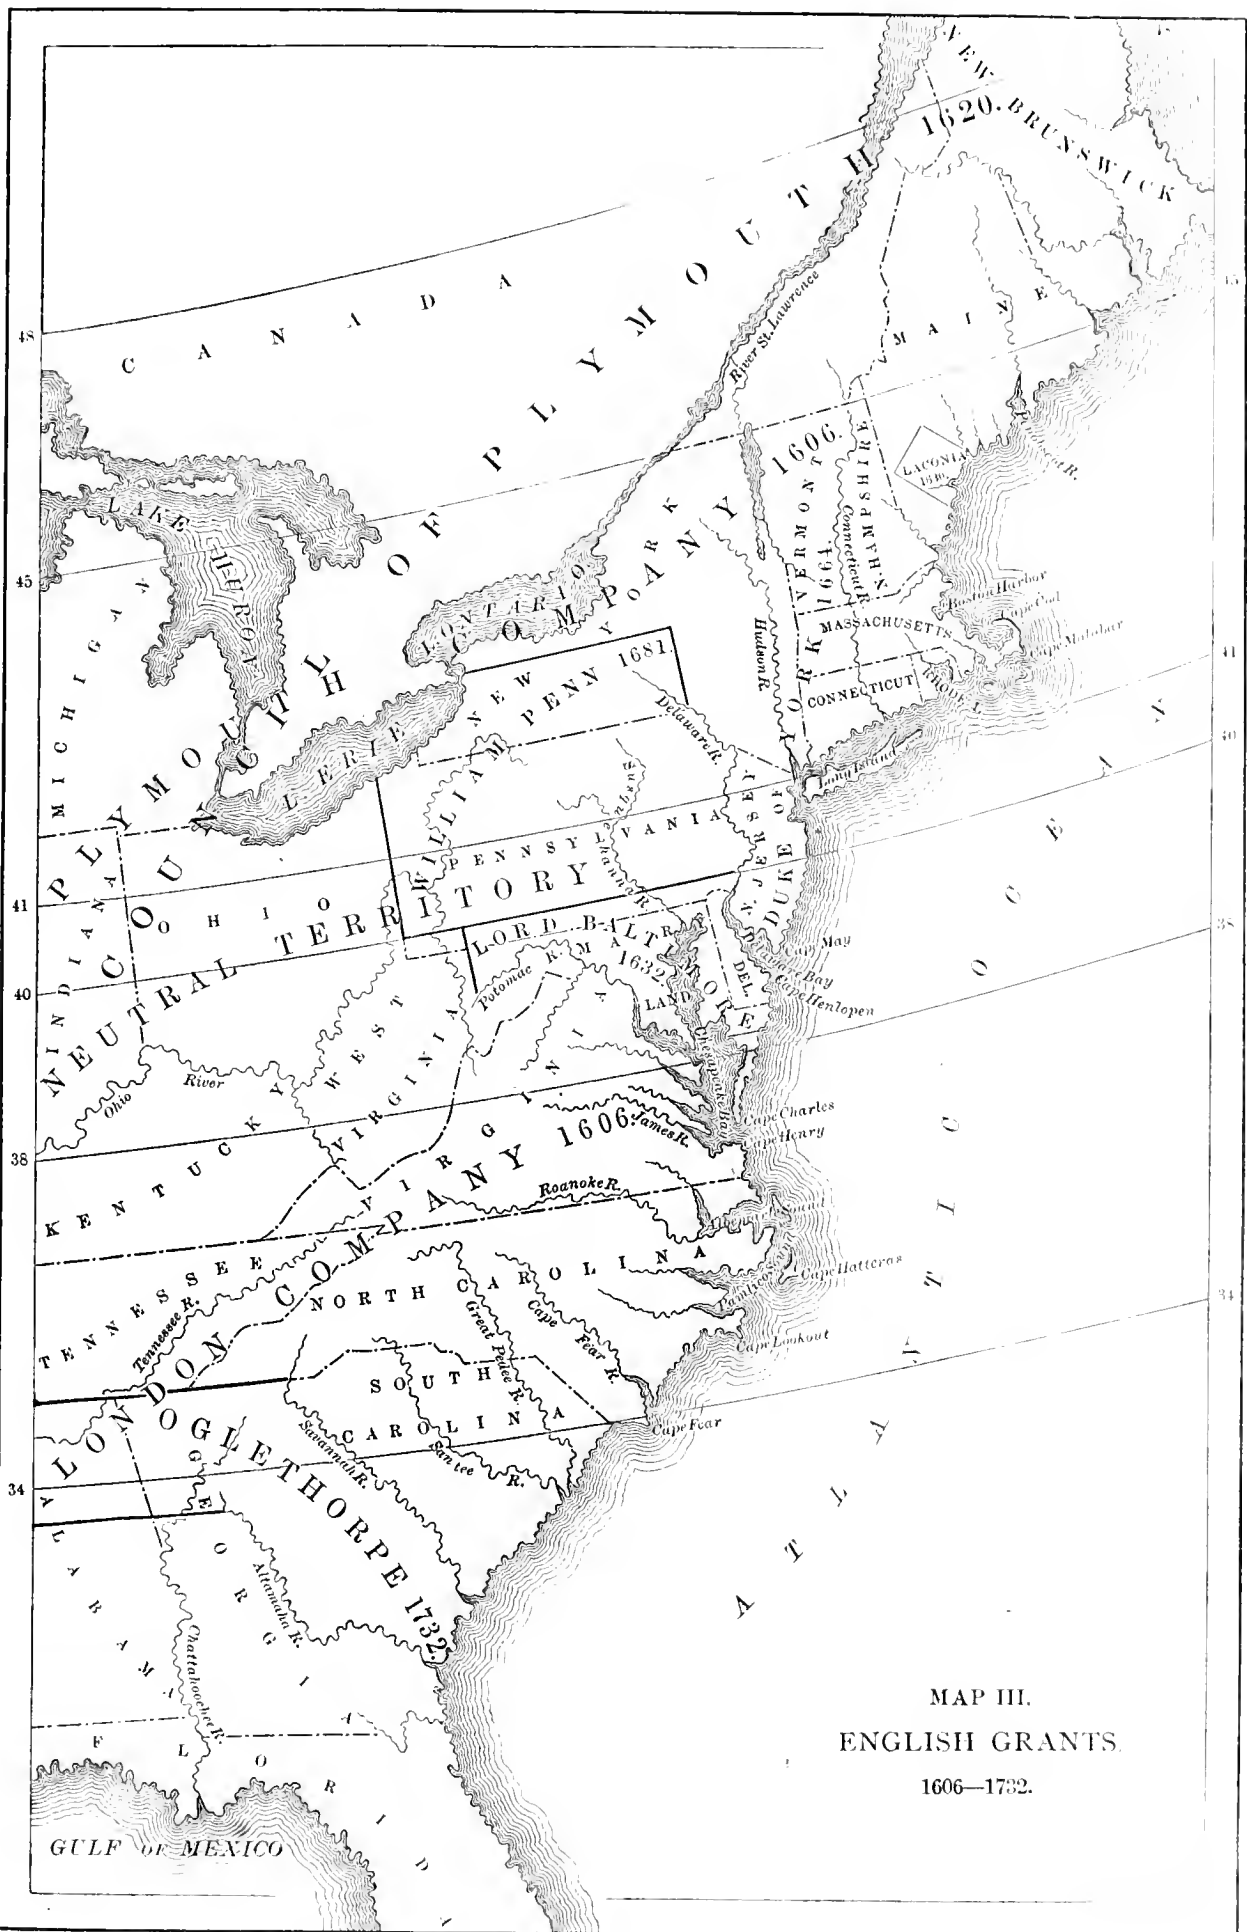 NEW BRUNSWICK
1620.
CANADA
COUNCIL OF PLYMOUTH
48
River St. Lawrence
MAINE
LAKE HURON
PLYMOUTH COMPANY 1606.
VERMONT
1664
N. HAMPSHIRE
Connecticut R.
LACONIA
45
L. ONTARIO
NEW YORK
Hudson R.
MASSACHUSETTS
Boston Harbor
Cape Cod
Cape Malabar
41
CONNECTICUT
RHODE I.
MICHIGAN
L. ERIE
WILLIAM PENN 1681.
Delaware R.
Long Island
40
DUKE OF YORK
N. JERSEY
Susquehanna R.
PENNSYLVANIA
41
INDIANA
OHIO
NEUTRAL TERRITORY
LORD BALTIMORE
1632.
MARYLAND
DEL.
Cape May
Delaware Bay
Cape Henlopen
38
40
Potomac R.
WEST VIRGINIA
Chesapeake Bay
Ohio River
38
KENTUCKY
VIRGINIA
LONDON COMPANY 1606.
James R.
Cape Charles
Cape Henry
Roanoke R.
Albemarle Sound
TENNESSEE
Tennessee R.
NORTH CAROLINA
Pamlico
Cape Hatteras
34
Great Pedee R.
Cape Fear R.
Cape Lookout
SOUTH CAROLINA
Cape Fear
OGLETHORPE 1732.
Savannah R.
Santee R.
34
ALABAMA
GEORGIA
Altamaha R.
Chattahoochee R.
ATLANTIC OCEAN
FLORIDA
GULF OF MEXICO
MAP III.
ENGLISH GRANTS.
1606—1732.